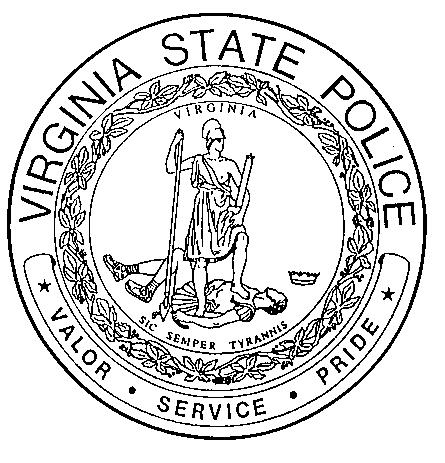 VIRGINIA STATE POLICE
VIRGINIA
SIC SEMPER TYRANNIS
VALOR • SERVICE • PRIDE